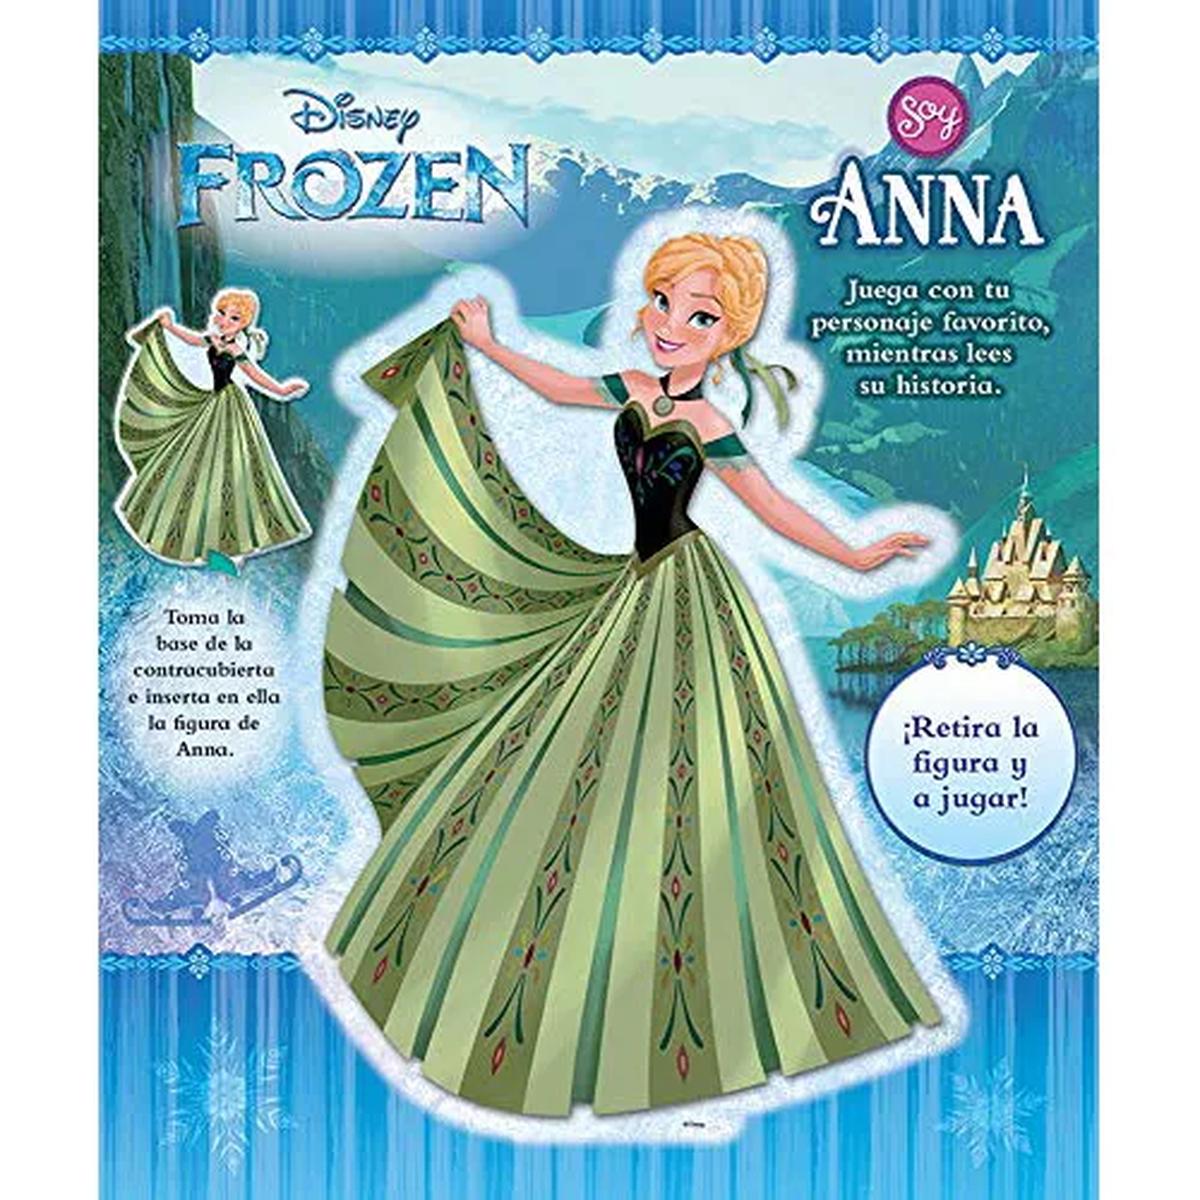 Disney
FROZEN
Soy
ANNA
Juega con tu
personaje favorito,
mientras lees
su historia.
Toma la
base de la
contracubierta
e inserta en ella
la figura de
Anna.
¡Retira la
figura y
a jugar!
©Disney